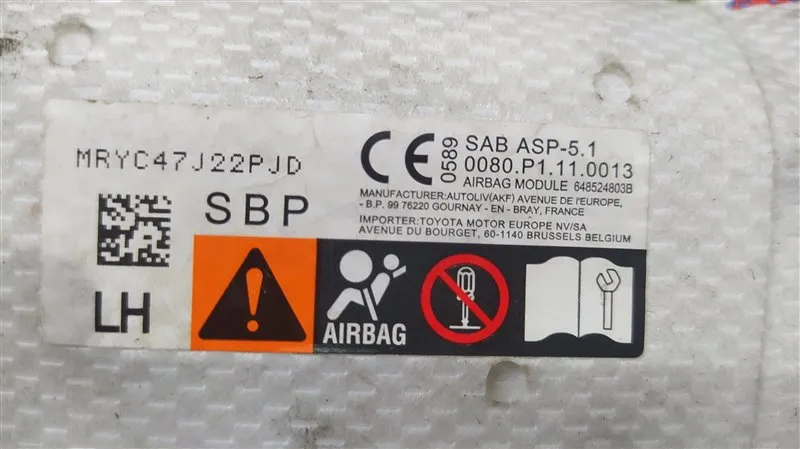 MRYC47J22PJD
SBP
LH
CE 0589
SAB ASP-5.1
0080.P1.11.0013
AIRBAG MODULE 648524803B
MANUFACTURER:AUTOLIV(AKF) AVENUE DE l'EUROPE,
- B.P. 99 76220 GOURNAY - EN - BRAY, FRANCE
IMPORTER:TOYOTA MOTOR EUROPE NV/SA
AVENUE DU BOURGET, 60-1140 BRUSSELS BELGIUM
AIRBAG